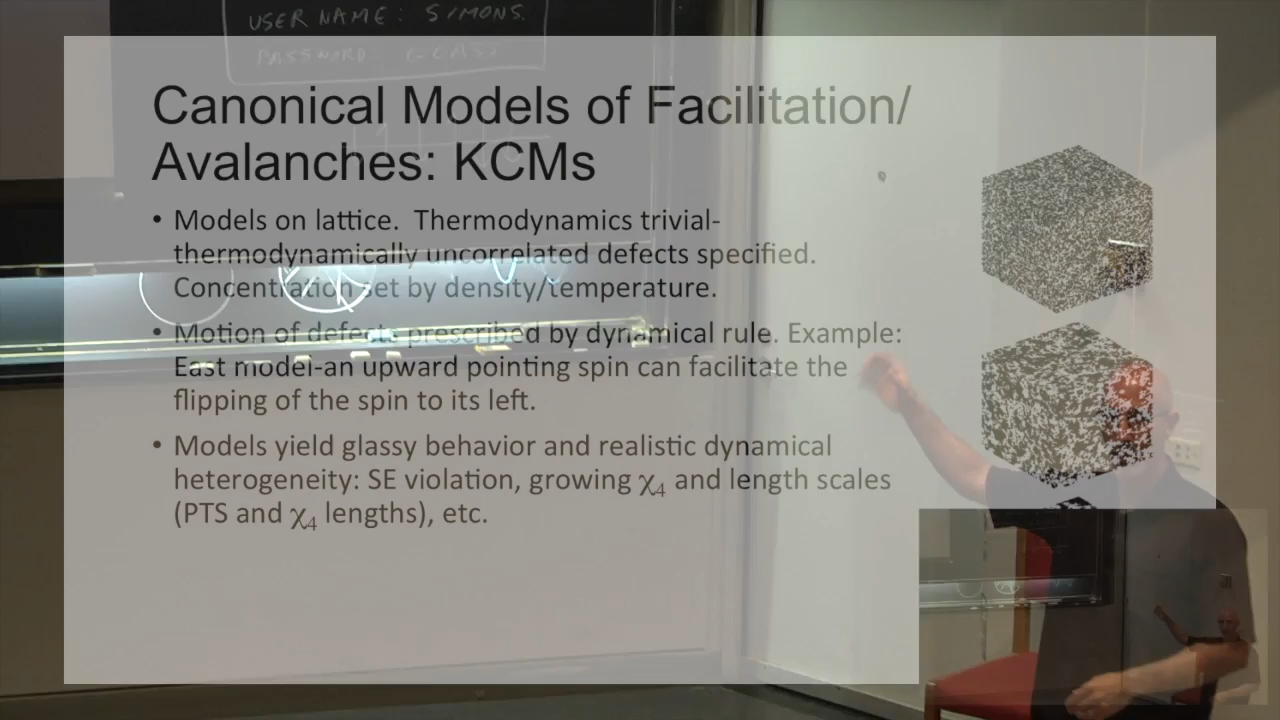 USER NAME: SIMONS.
PASSWORD
Canonical Models of Facilitation/
Avalanches: KCMs
• Models on lattice. Thermodynamics trivial-
thermodynamically uncorrelated defects specified.
Concentration set by density/temperature.
• Motion of defects prescribed by dynamical rule. Example:
East model-an upward pointing spin can facilitate the
flipping of the spin to its left.
• Models yield glassy behavior and realistic dynamical
heterogeneity: SE violation, growing χ₄ and length scales
(PTS and χ₄ lengths), etc.